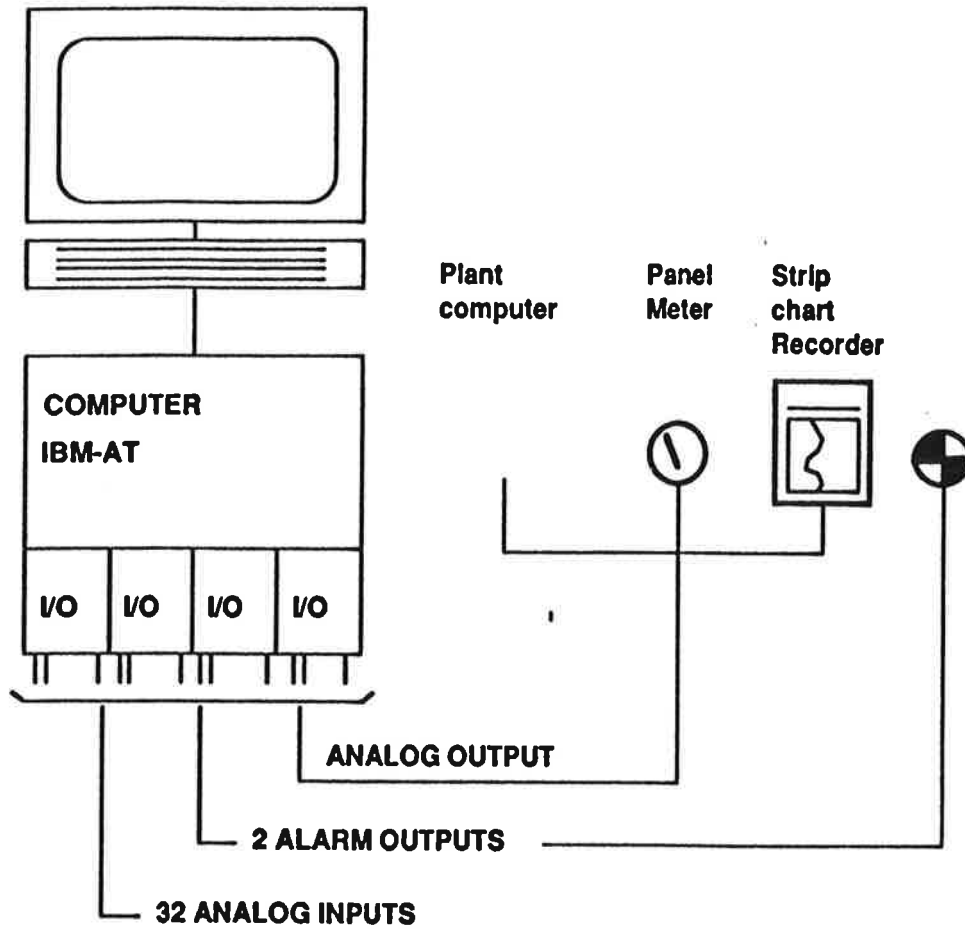 Plant
computer
Panel
Meter
Strip
chart
Recorder
COMPUTER
IBM-AT
I/O I/O I/O I/O
ANALOG OUTPUT
2 ALARM OUTPUTS
32 ANALOG INPUTS